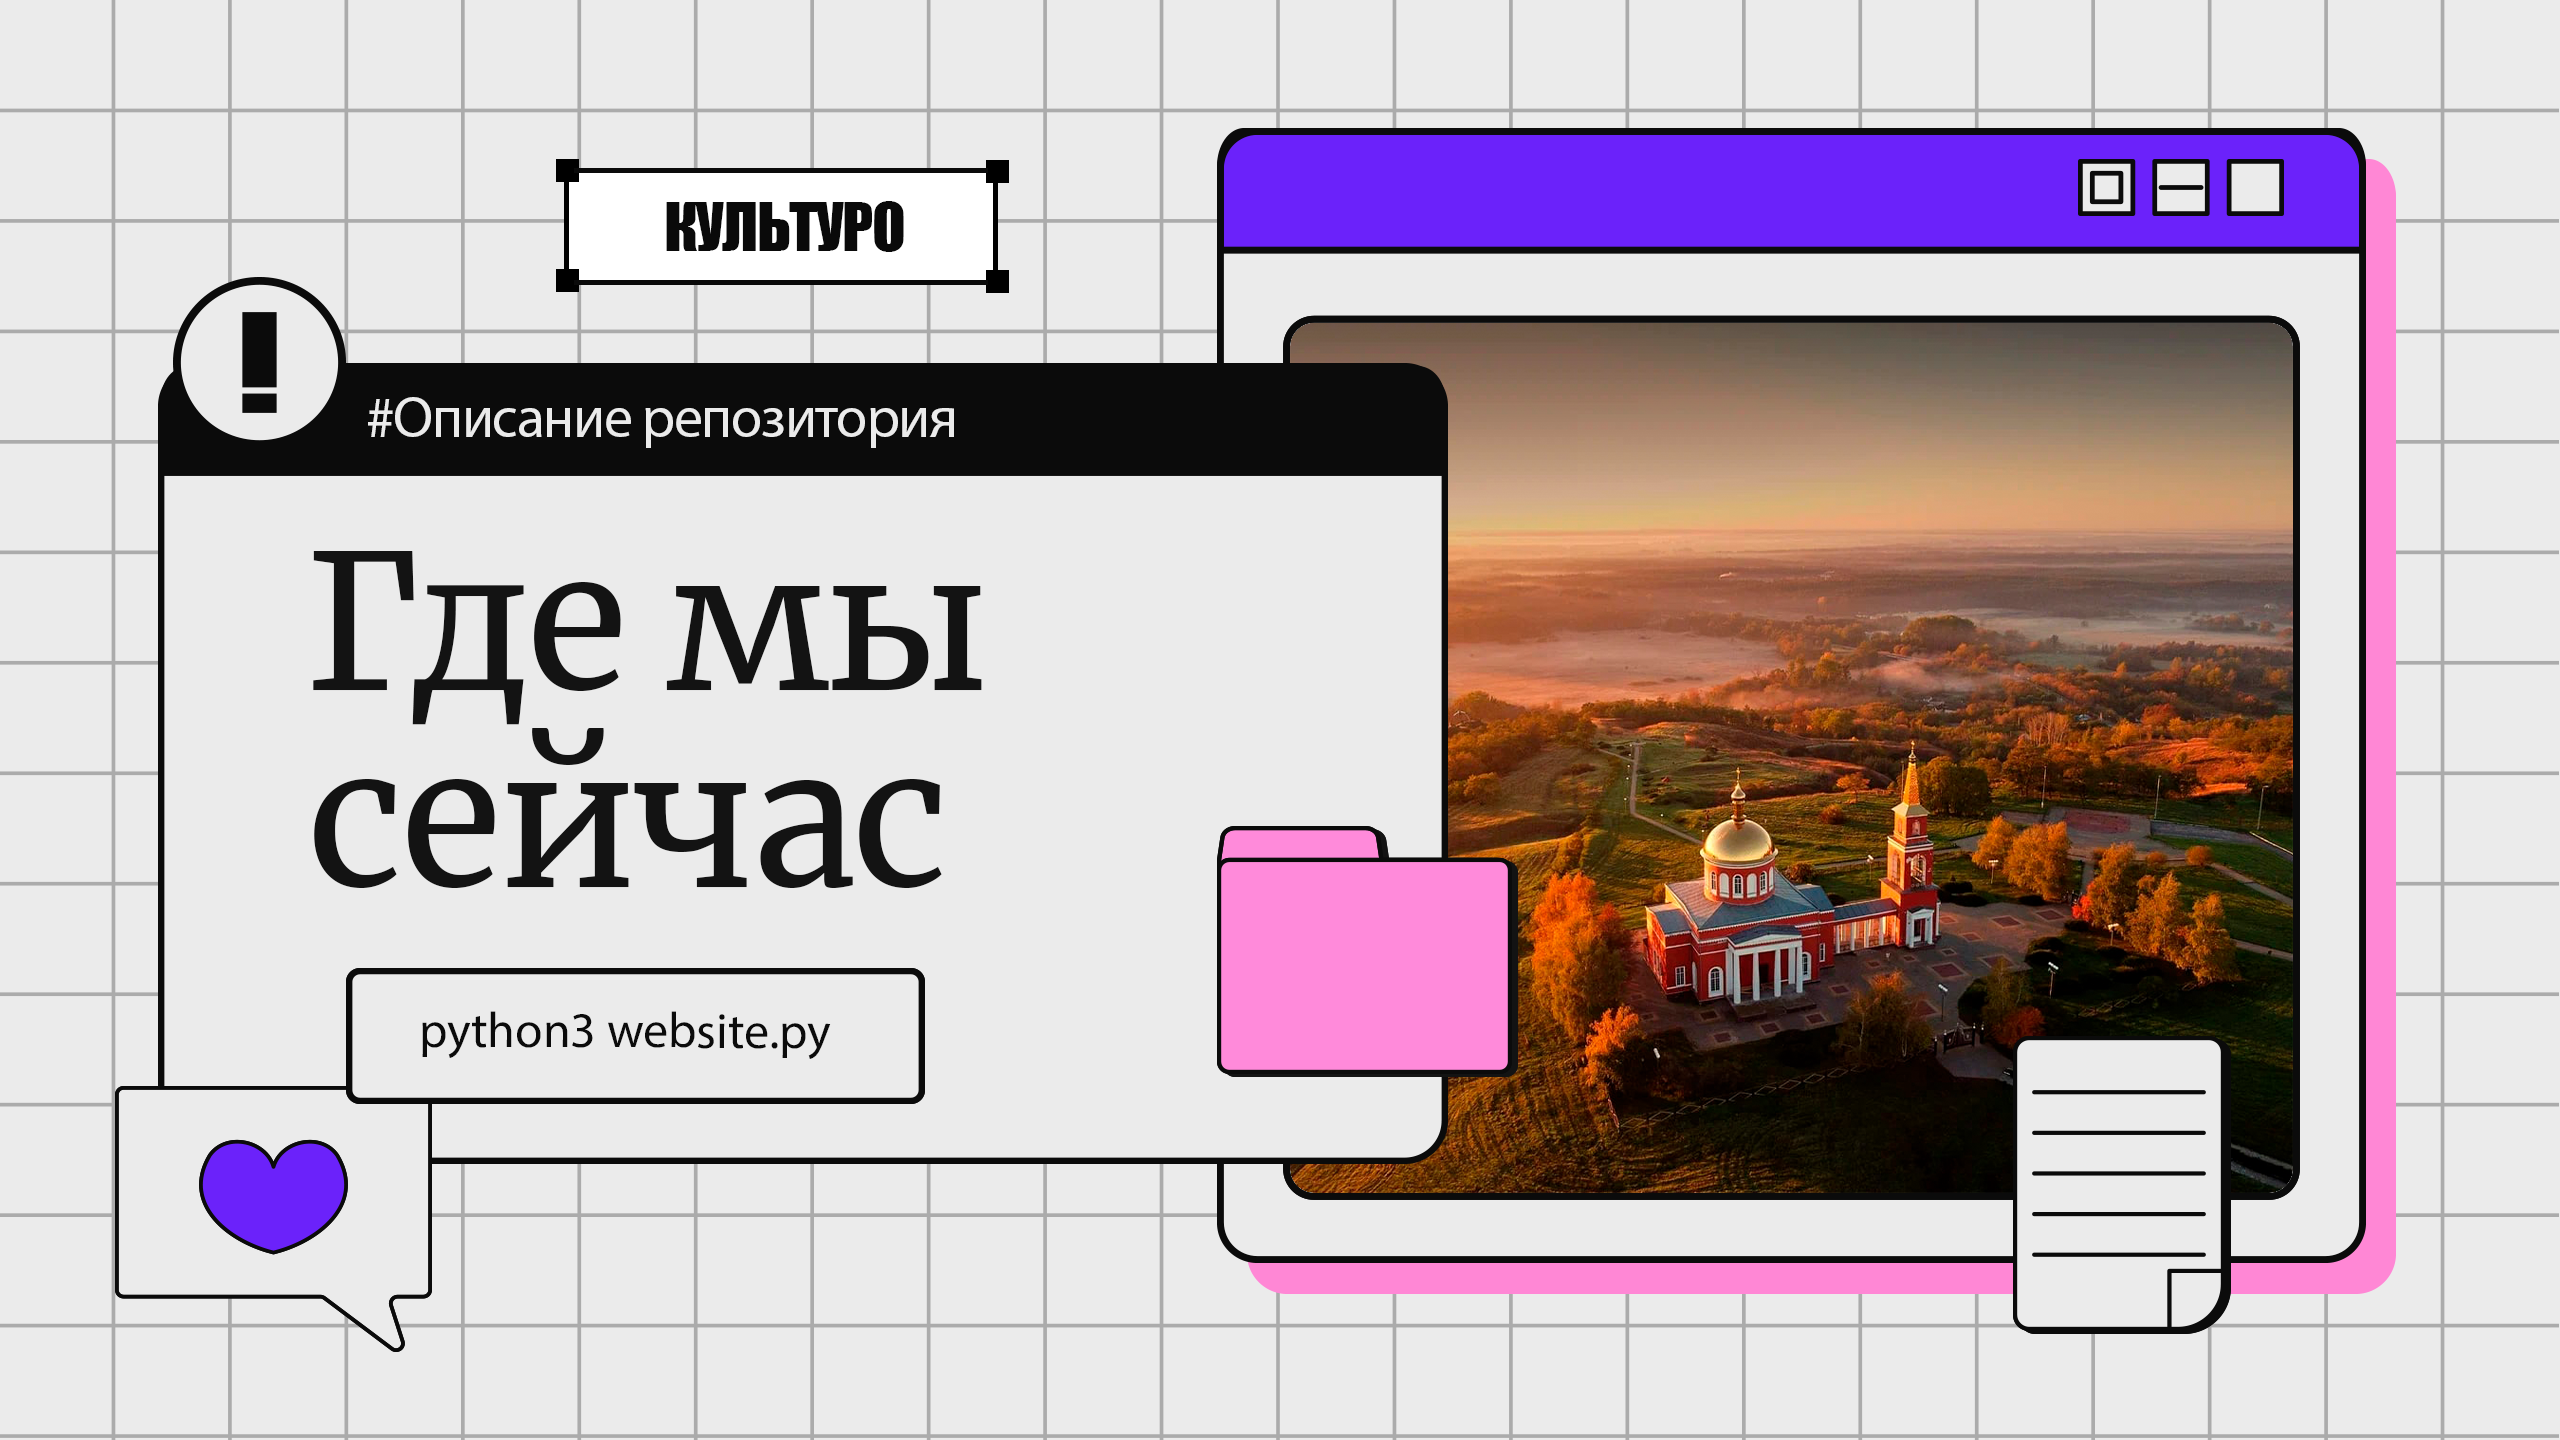 КУЛЬТУРО
!
#Описание репозитория
Где мы
сейчас
python3 website.py